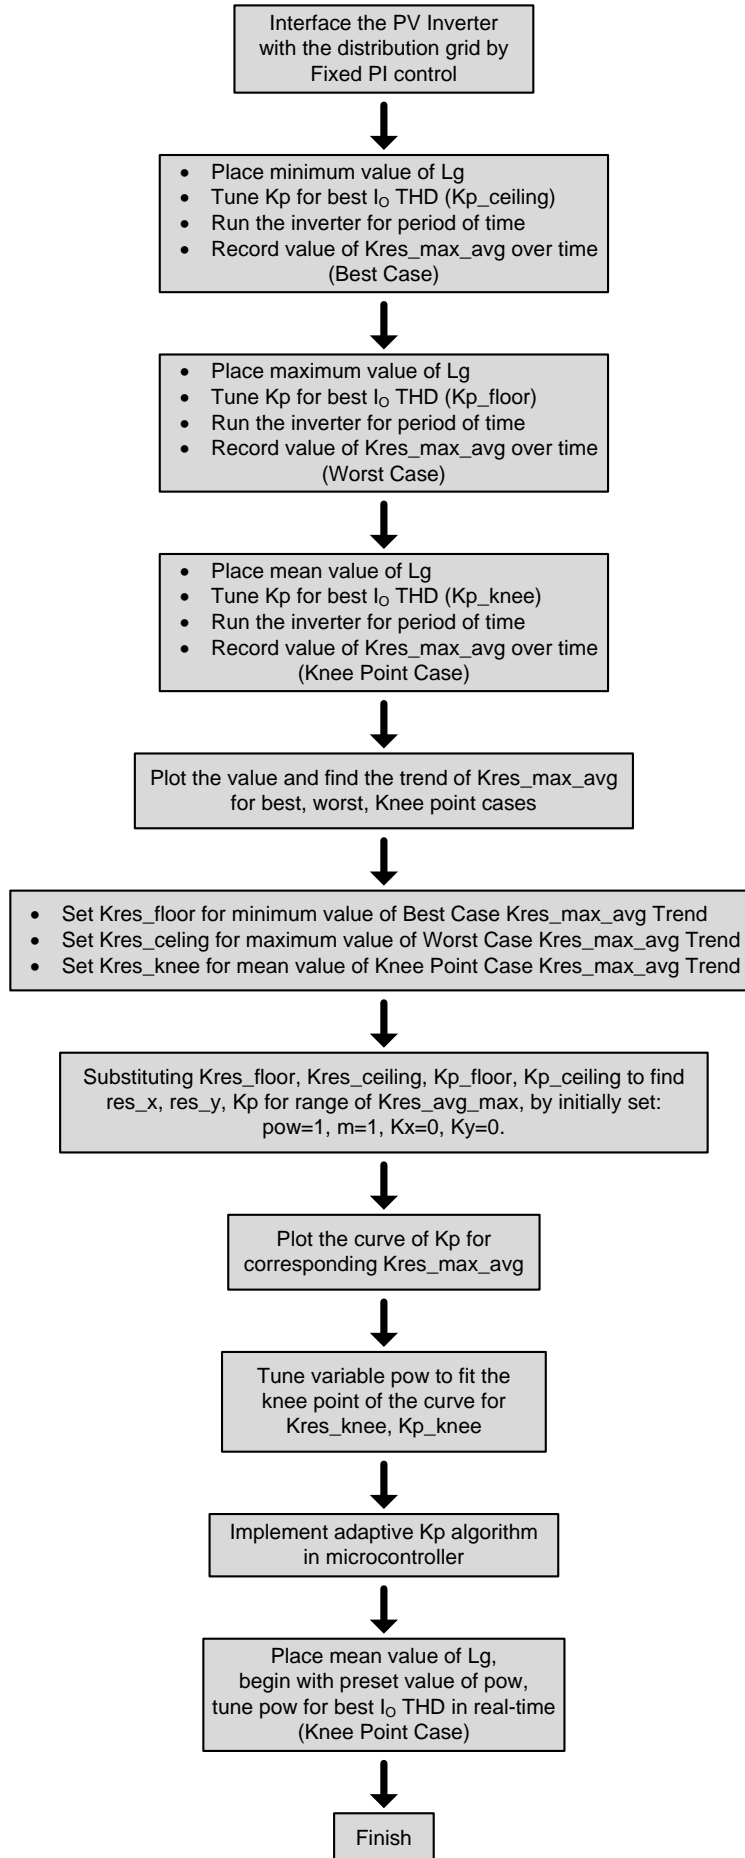 Interface the PV Inverter
with the distribution grid by
Fixed PI control
• Place minimum value of Lg
• Tune Kp for best I₀ THD (Kp_ceiling)
• Run the inverter for period of time
• Record value of Kres_max_avg over time
(Best Case)
• Place maximum value of Lg
• Tune Kp for best I₀ THD (Kp_floor)
• Run the inverter for period of time
• Record value of Kres_max_avg over time
(Worst Case)
• Place mean value of Lg
• Tune Kp for best I₀ THD (Kp_knee)
• Run the inverter for period of time
• Record value of Kres_max_avg over time
(Knee Point Case)
Plot the value and find the trend of Kres_max_avg
for best, worst, Knee point cases
• Set Kres_floor for minimum value of Best Case Kres_max_avg Trend
• Set Kres_celing for maximum value of Worst Case Kres_max_avg Trend
• Set Kres_knee for mean value of Knee Point Case Kres_max_avg Trend
Substituting Kres_floor, Kres_ceiling, Kp_floor, Kp_ceiling to find
res_x, res_y, Kp for range of Kres_avg_max, by initially set:
pow=1, m=1, Kx=0, Ky=0.
Plot the curve of Kp for
corresponding Kres_max_avg
Tune variable pow to fit the
knee point of the curve for
Kres_knee, Kp_knee
Implement adaptive Kp algorithm
in microcontroller
Place mean value of Lg,
begin with preset value of pow,
tune pow for best I₀ THD in real-time
(Knee Point Case)
Finish